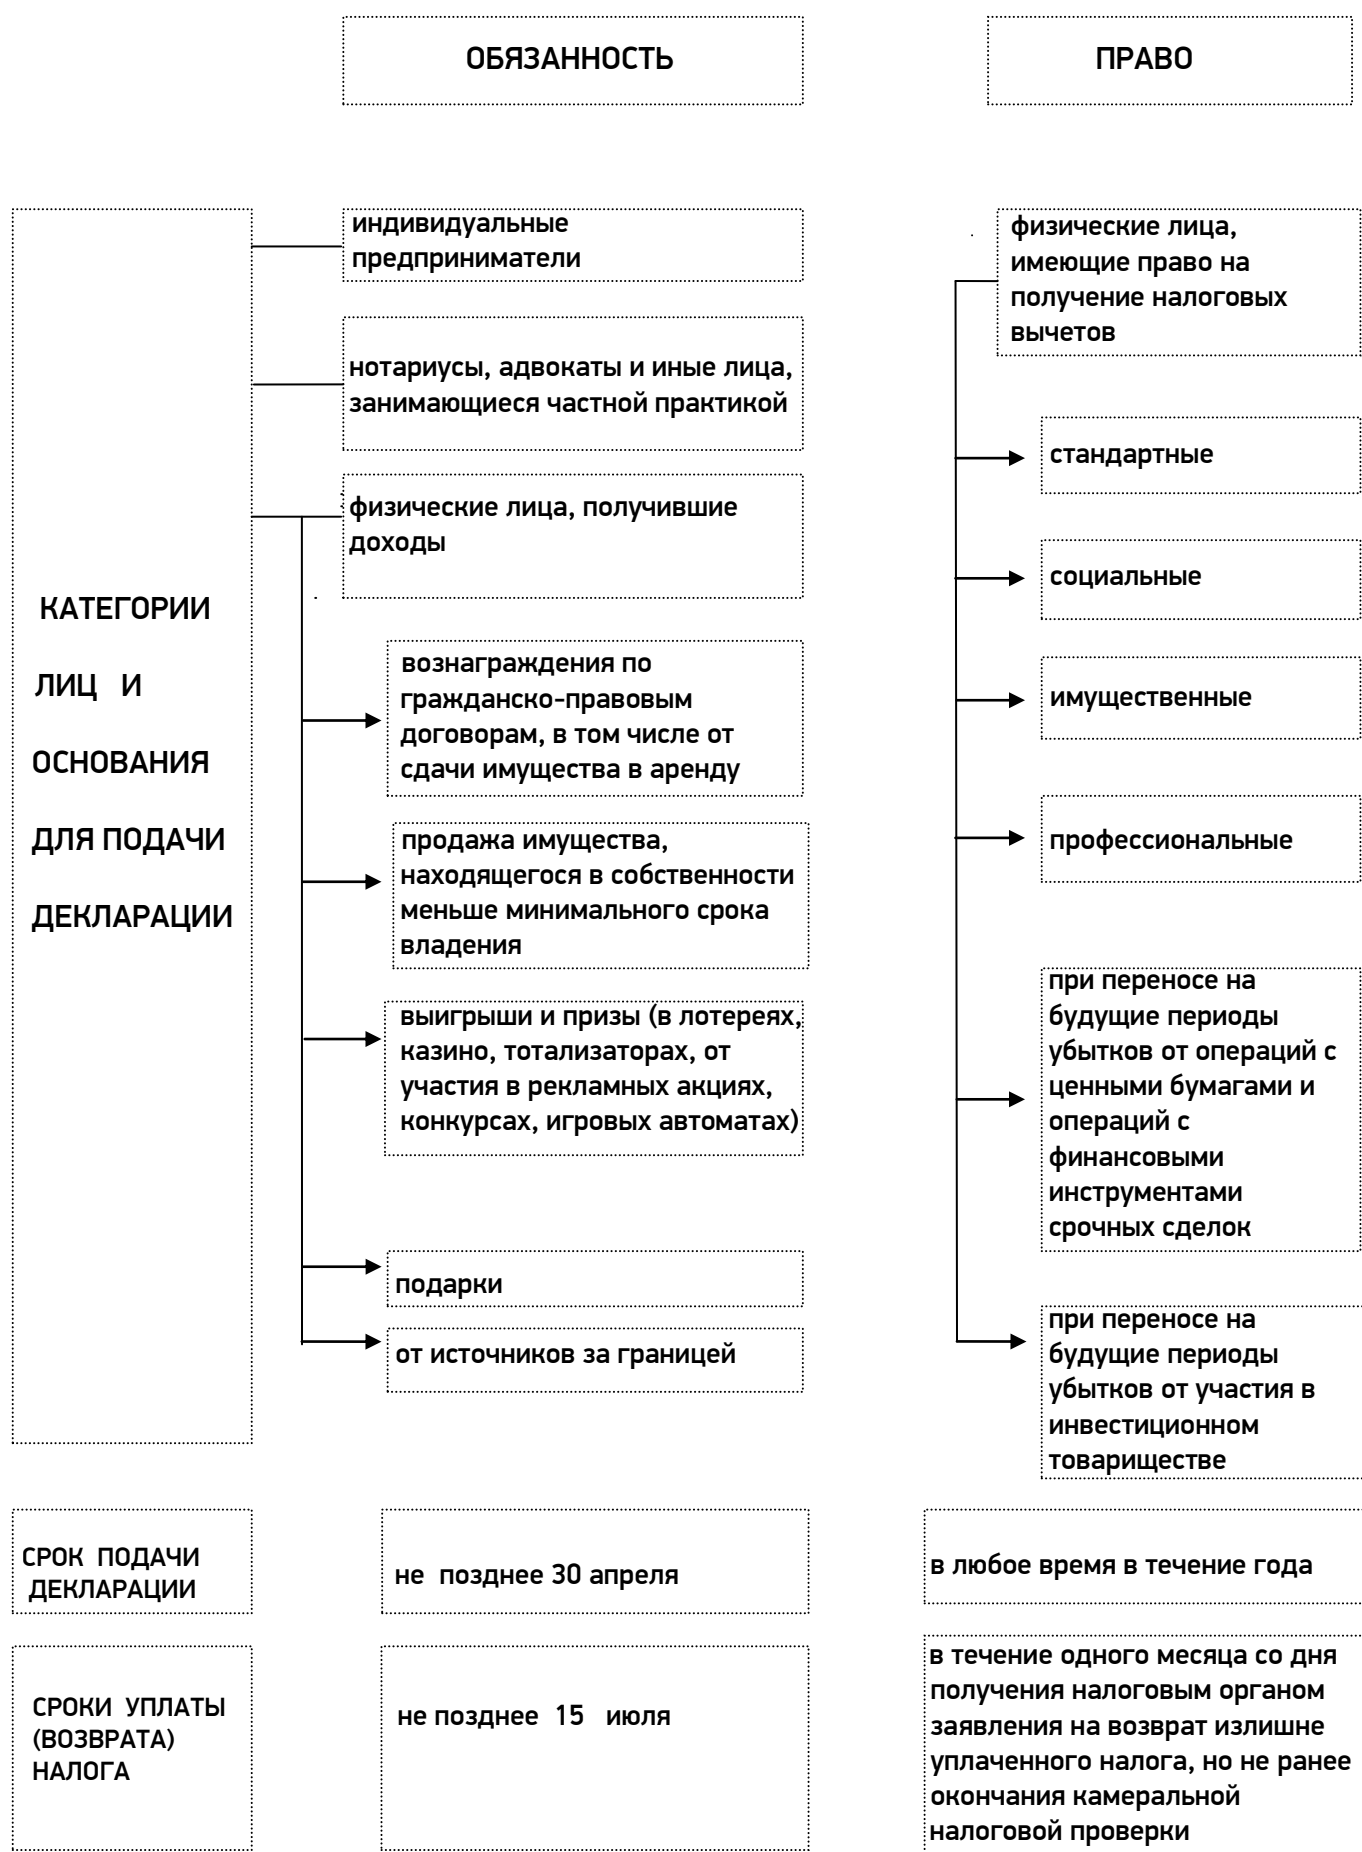 ОБЯЗАННОСТЬ
ПРАВО
КАТЕГОРИИ
ЛИЦ И
ОСНОВАНИЯ
ДЛЯ ПОДАЧИ
ДЕКЛАРАЦИИ
индивидуальные
предприниматели
нотариусы, адвокаты и иные лица,
занимающиеся частной практикой
физические лица, получившие
доходы
вознаграждения по
гражданско-правовым
договорам, в том числе от
сдачи имущества в аренду
продажа имущества,
находящегося в собственности
меньше минимального срока
владения
выигрыши и призы (в лотереях,
казино, тотализаторах, от
участия в рекламных акциях,
конкурсах, игровых автоматах)
подарки
от источников за границей
физические лица,
имеющие право на
получение налоговых
вычетов
стандартные
социальные
имущественные
профессиональные
при переносе на
будущие периоды
убытков от операций с
ценными бумагами и
операций с
финансовыми
инструментами
срочных сделок
при переносе на
будущие периоды
убытков от участия в
инвестиционном
товариществе
СРОК ПОДАЧИ
ДЕКЛАРАЦИИ
не позднее 30 апреля
в любое время в течение года
СРОКИ УПЛАТЫ
(ВОЗВРАТА)
НАЛОГА
не позднее 15 июля
в течение одного месяца со дня
получения налоговым органом
заявления на возврат излишне
уплаченного налога, но не ранее
окончания камеральной
налоговой проверки